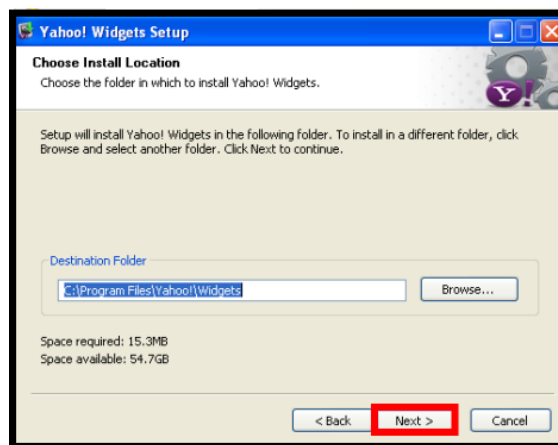 Yahoo! Widgets Setup
Choose Install Location
Choose the folder in which to install Yahoo! Widgets.
Y!
Setup will install Yahoo! Widgets in the following folder. To install in a different folder, click
Browse and select another folder. Click Next to continue.
Destination Folder
C:\Program Files\Yahoo!\Widgets
Browse...
Space required: 15.3MB
Space available: 54.7GB
< Back
Next >
Cancel